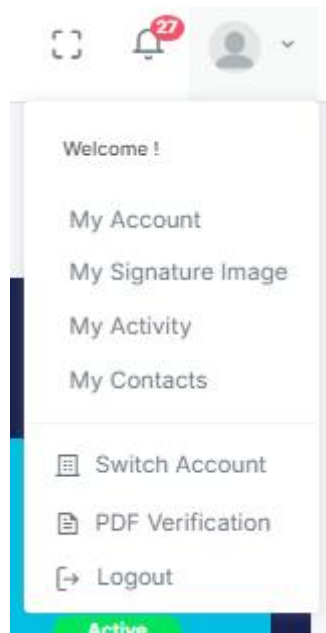 27
Welcome !
My Account
My Signature Image
My Activity
My Contacts
Switch Account
PDF Verification
Logout
Active